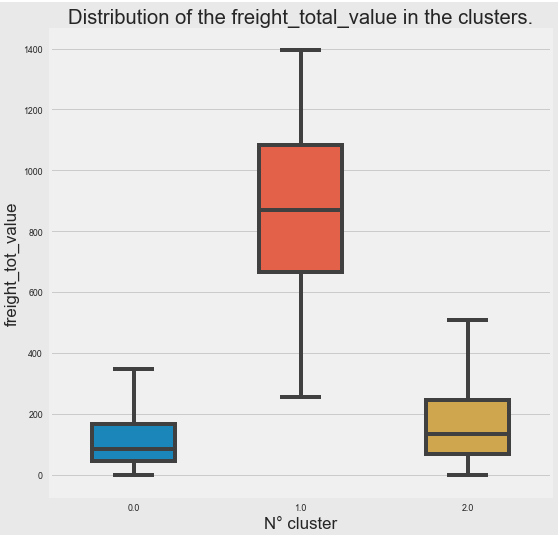 Distribution of the freight_total_value in the clusters.
1400
1200
1000
800
600
400
200
0
freight_tot_value
0.0 1.0 2.0
N° cluster